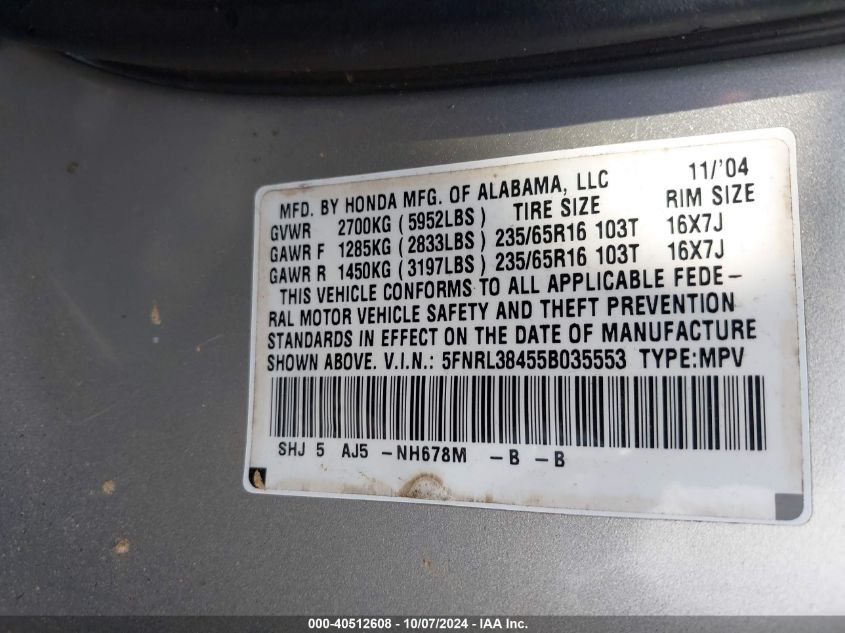 MFD. BY HONDA MFG. OF ALABAMA, LLC 11/'04
GVWR 2700KG ( 5952LBS ) TIRE SIZE RIM SIZE
GAWR F 1285KG ( 2833LBS ) 235/65R16 103T 16X7J
GAWR R 1450KG ( 3197LBS ) 235/65R16 103T 16X7J
THIS VEHICLE CONFORMS TO ALL APPLICABLE FEDE-
RAL MOTOR VEHICLE SAFETY AND THEFT PREVENTION
STANDARDS IN EFFECT ON THE DATE OF MANUFACTURE
SHOWN ABOVE. V.I.N.: 5FNRL38455B035553 TYPE:MPV
SHJ 5 AJ5 -NH678M -B -B
000-40512608 - 10/07/2024 - IAA Inc.